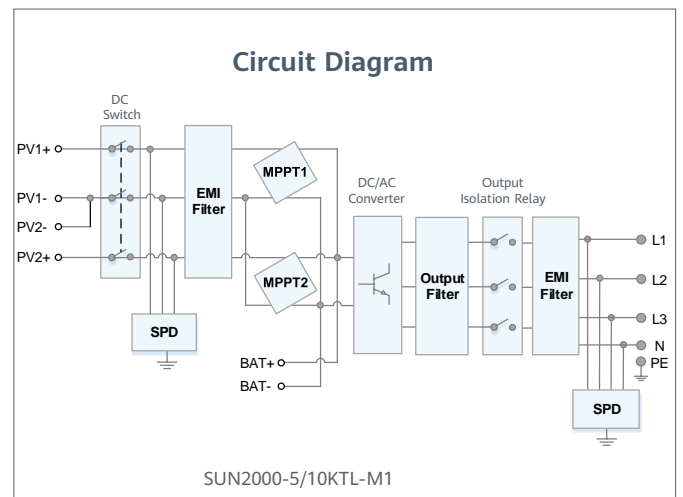 Circuit Diagram
DC
Switch
PV1+
PV1-
PV2-
PV2+
EMI
Filter
MPPT1
MPPT2
SPD
BAT+
BAT-
DC/AC
Converter
Output
Filter
Output
Isolation Relay
EMI
Filter
L1
L2
L3
N
PE
SPD
SUN2000-5/10KTL-M1